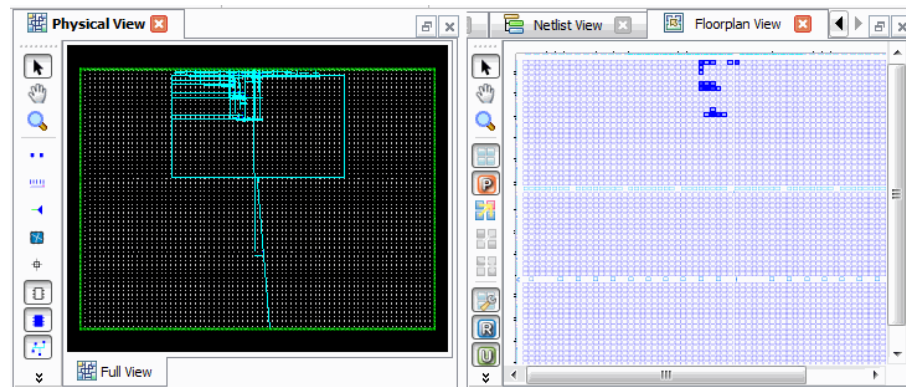 Physical View
Netlist View
Floorplan View
P
R
U
Full View